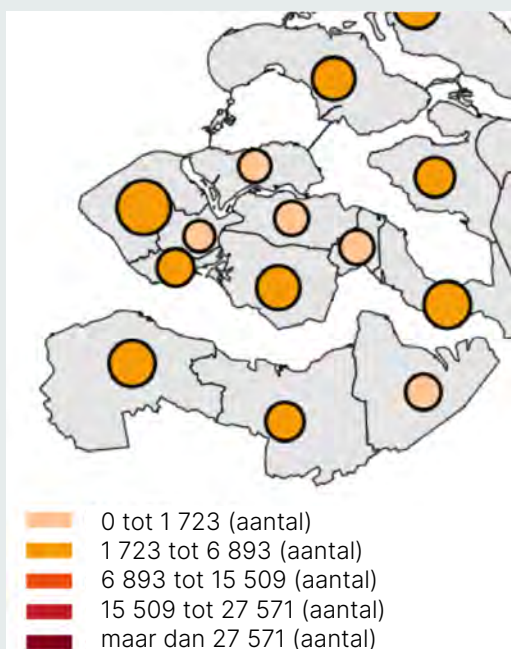 0 tot 1 723 (aantal)
1 723 tot 6 893 (aantal)
6 893 tot 15 509 (aantal)
15 509 tot 27 571 (aantal)
maar dan 27 571 (aantal)